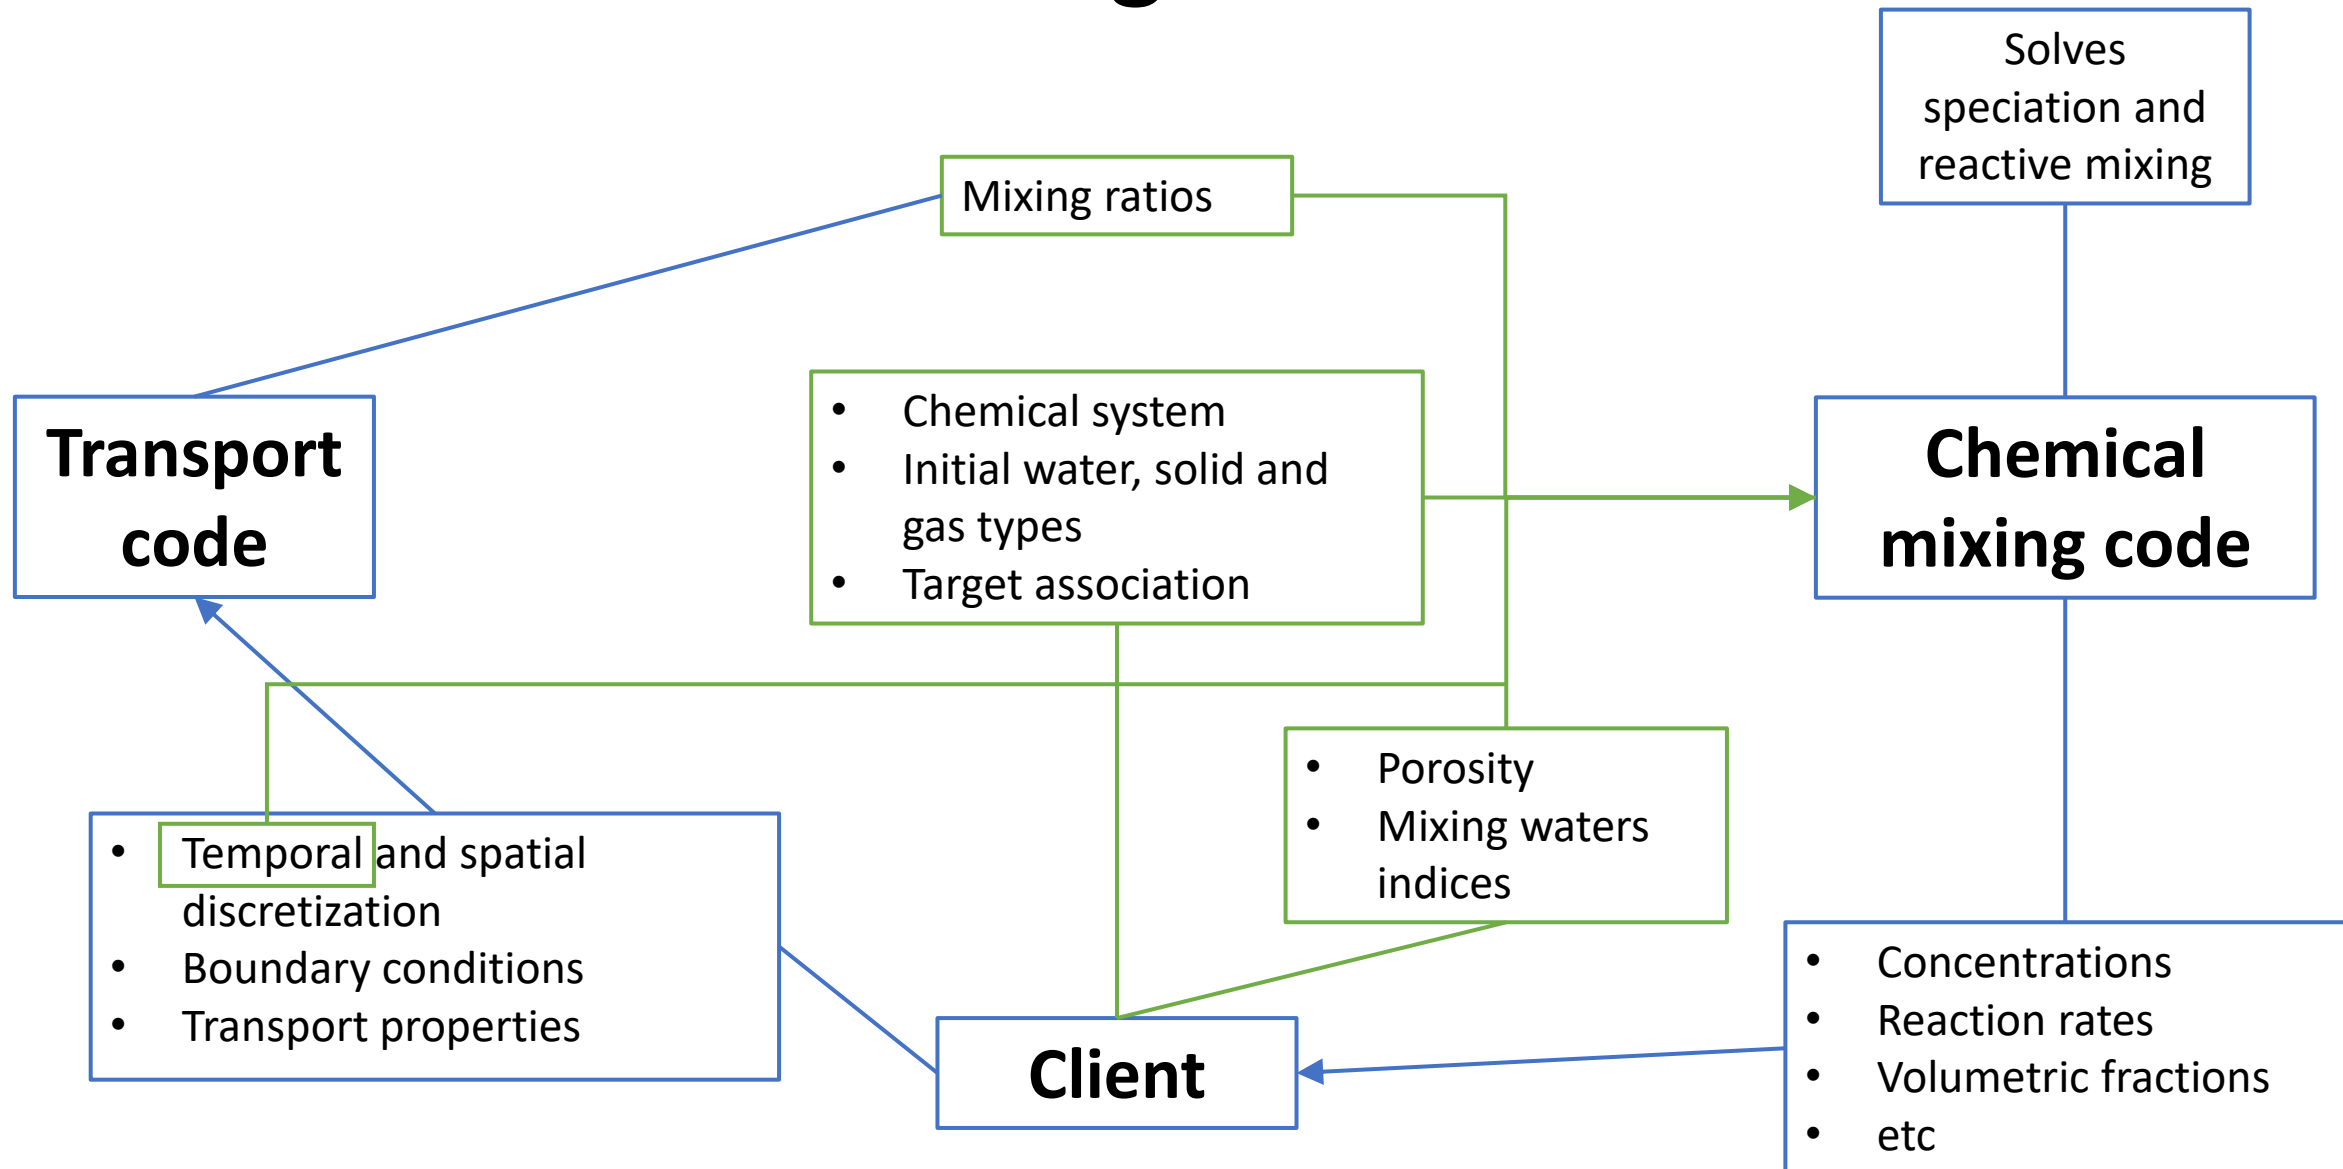 Solves
speciation and
reactive mixing
Mixing ratios
• Chemical system
• Initial water, solid and
gas types
• Target association
Transport
code
Chemical
mixing code
• Porosity
• Mixing waters
indices
• Temporal and spatial
discretization
• Boundary conditions
• Transport properties
Client
• Concentrations
• Reaction rates
• Volumetric fractions
• etc